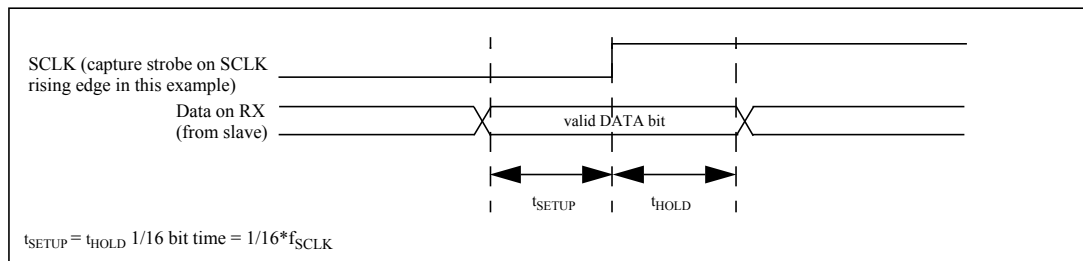 SCLK (capture strobe on SCLK
rising edge in this example)
Data on RX
(from slave)
valid DATA bit
tSETUP
tHOLD
tSETUP = tHOLD 1/16 bit time = 1/16*fSCLK